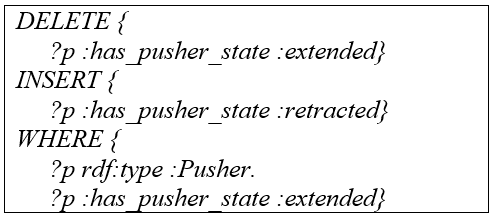 DELETE {
?p :has_pusher_state :extended}
INSERT {
?p :has_pusher_state :retracted}
WHERE {
?p rdf:type :Pusher.
?p :has_pusher_state :extended}